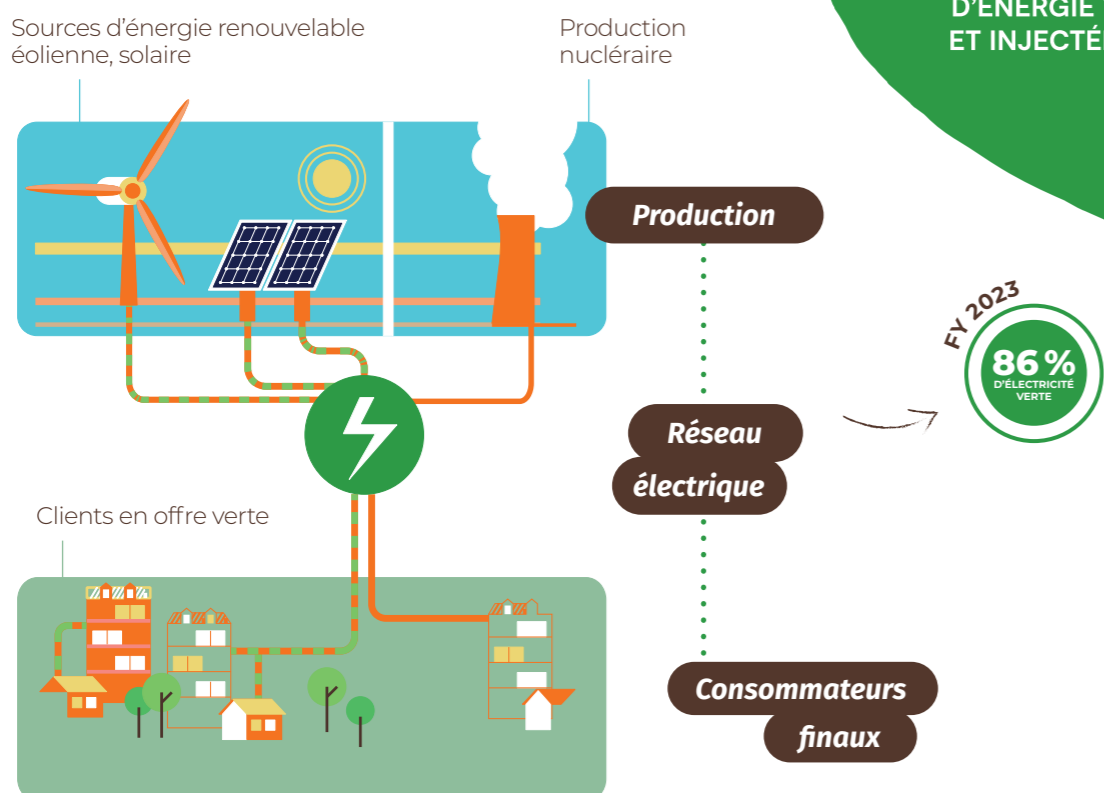 Sources d’énergie renouvelable
éolienne, solaire
Production
nucléraire
D’ÉNERGIE
Production
FY 2023
86 %
D’ÉLECTRICITÉ
VERTE
Réseau
électrique
Clients en offre verte
Consommateurs
finaux
ET